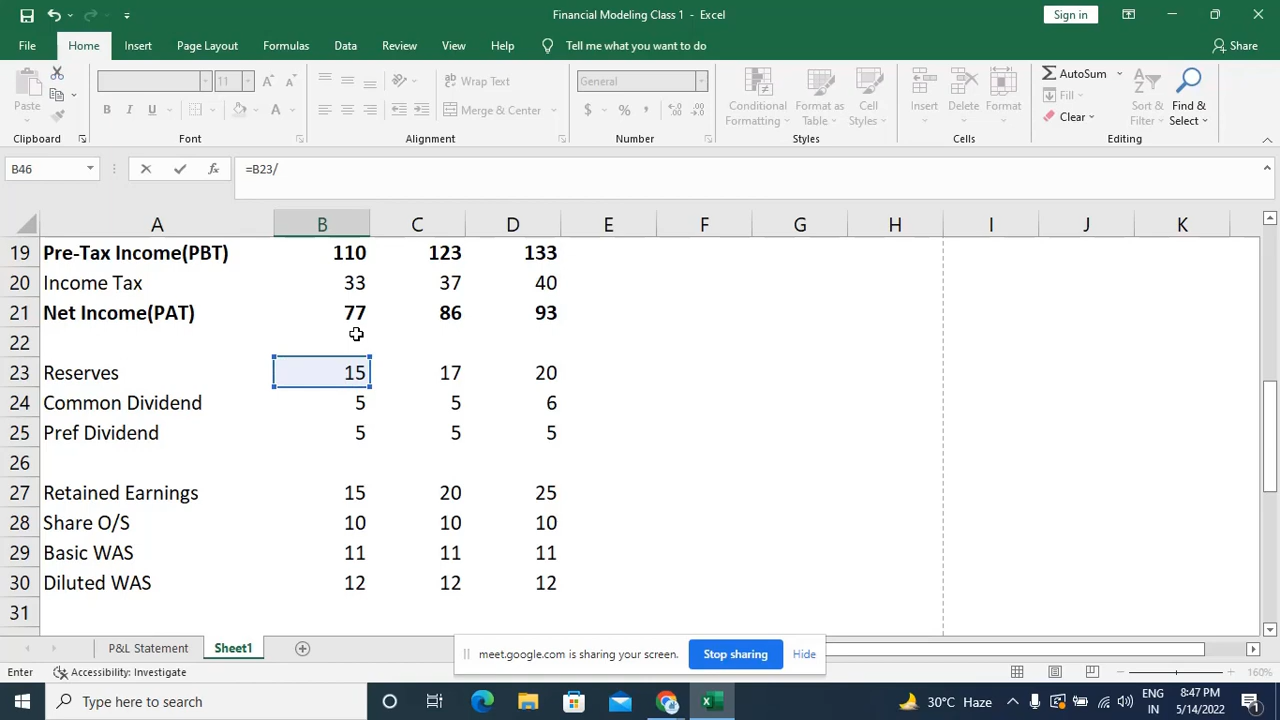 Financial Modeling Class 1 - Excel
Sign in
File Home Insert Page Layout Formulas Data Review View Help Tell me what you want to do Share
Paste
11
B I U
ab Wrap Text
Merge & Center
General
$ % ,
Conditional Formatting
Format as Table
Cell Styles
Insert Delete Format
AutoSum
Fill
Clear
Sort & Filter
Find & Select
Clipboard Font Alignment Number Styles Cells Editing
B46 fx =B23/
A B C D E F G H I J K
19 Pre-Tax Income(PBT) 110 123 133
20 Income Tax 33 37 40
21 Net Income(PAT) 77 86 93
22
23 Reserves 15 17 20
24 Common Dividend 5 5 6
25 Pref Dividend 5 5 5
26
27 Retained Earnings 15 20 25
28 Share O/S 10 10 10
29 Basic WAS 11 11 11
30 Diluted WAS 12 12 12
31
P&L Statement Sheet1
meet.google.com is sharing your screen. Stop sharing Hide
Enter Accessibility: Investigate 160%
Type here to search
30°C Haze
ENG
IN
8:47 PM
5/14/2022
1